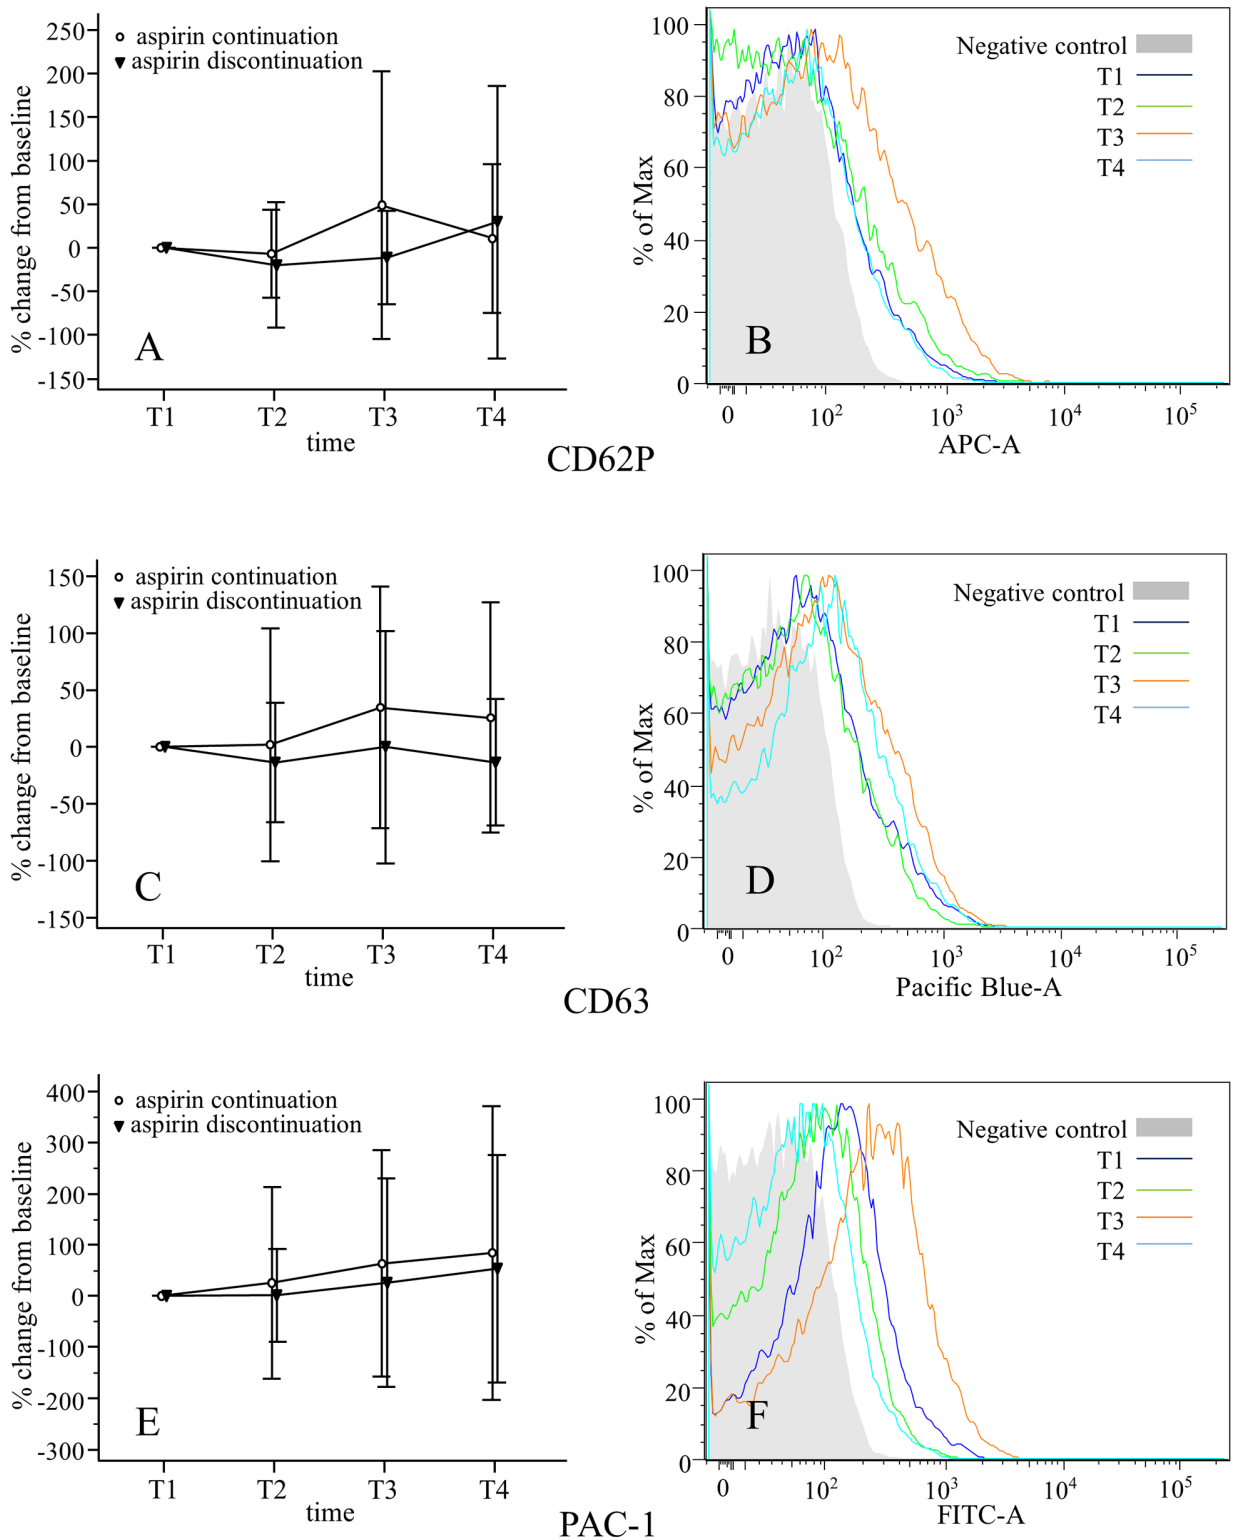 % change from baseline
250
200
150
100
50
0
-50
-100
-150
aspirin continuation
aspirin discontinuation
A
T1 T2 T3 T4
time
% of Max
100
80
60
40
20
0
Negative control
T1
T2
T3
T4
B
0 10² 10³ 10⁴ 10⁵
APC-A
CD62P
% change from baseline
150
100
50
0
-50
-100
-150
aspirin continuation
aspirin discontinuation
C
T1 T2 T3 T4
time
% of Max
100
80
60
40
20
0
Negative control
T1
T2
T3
T4
D
0 10² 10³ 10⁴ 10⁵
Pacific Blue-A
CD63
% change from baseline
400
300
200
100
0
-100
-200
-300
aspirin continuation
aspirin discontinuation
E
T1 T2 T3 T4
time
% of Max
100
80
60
40
20
0
Negative control
T1
T2
T3
T4
F
0 10² 10³ 10⁴ 10⁵
FITC-A
PAC-1